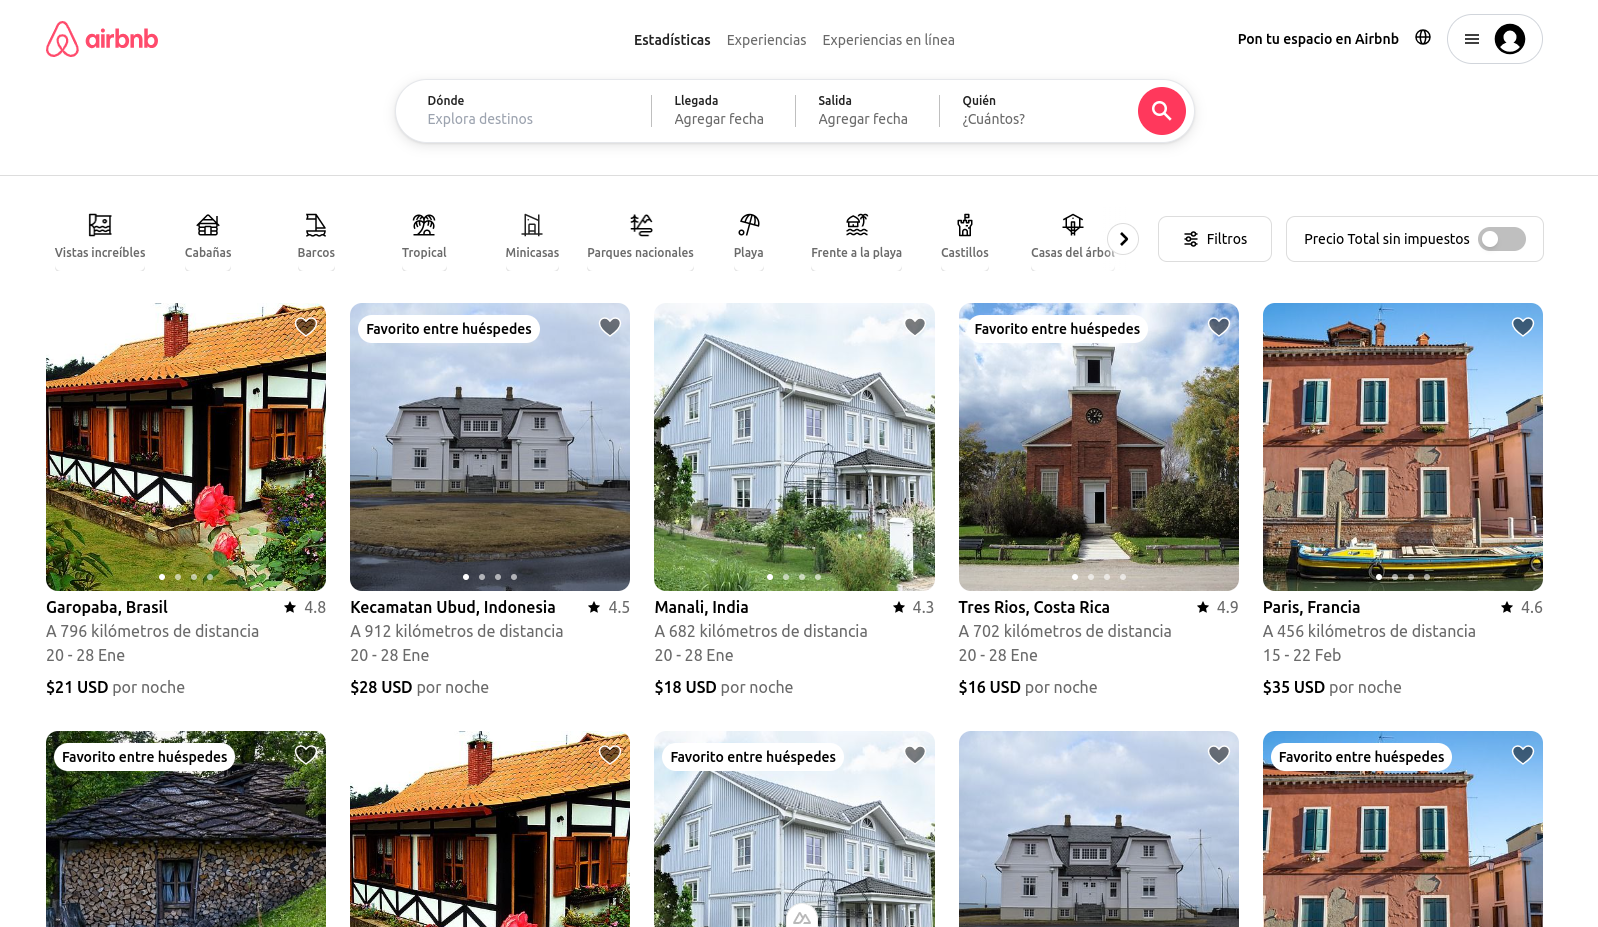 airbnb
Estadísticas
Experiencias
Experiencias en línea
Pon tu espacio en Airbnb
Dónde
Explora destinos
Llegada
Agregar fecha
Salida
Agregar fecha
Quién
¿Cuántos?
Vistas increíbles
Cabañas
Barcos
Tropical
Minicasas
Parques nacionales
Playa
Frente a la playa
Castillos
Casas del árbol
Filtros
Precio Total sin impuestos
Garopaba, Brasil
4.8
A 796 kilómetros de distancia
20 - 28 Ene
$21 USD por noche
Favorito entre huéspedes
Kecamatan Ubud, Indonesia
4.5
A 912 kilómetros de distancia
20 - 28 Ene
$28 USD por noche
Manali, India
4.3
A 682 kilómetros de distancia
20 - 28 Ene
$18 USD por noche
Favorito entre huéspedes
Tres Rios, Costa Rica
4.9
A 702 kilómetros de distancia
20 - 28 Ene
$16 USD por noche
Paris, Francia
4.6
A 456 kilómetros de distancia
15 - 22 Feb
$35 USD por noche
Favorito entre huéspedes
Favorito entre huéspedes
Favorito entre huéspedes